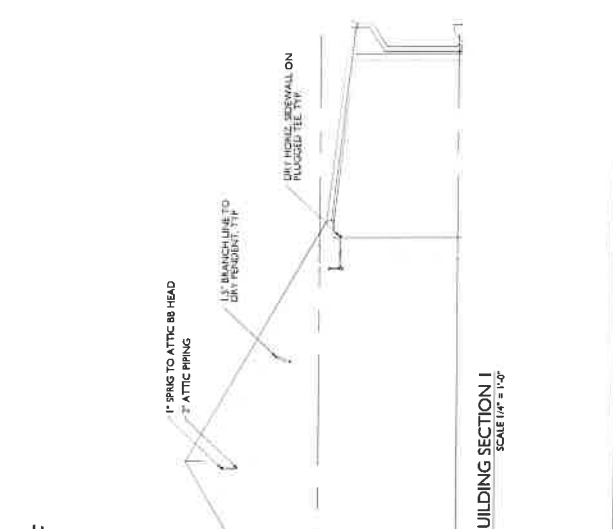 1" SPRIG TO ATTIC BB HEAD
2" ATTIC PIPING
1.5" BRANCH LINE TO
DRY PENDENT, TYP
DRY HORIZ. SIDEWALL ON
PLUGGED TEE, TYP.
UILDING SECTION 1
SCALE 1/4" = 1'-0"